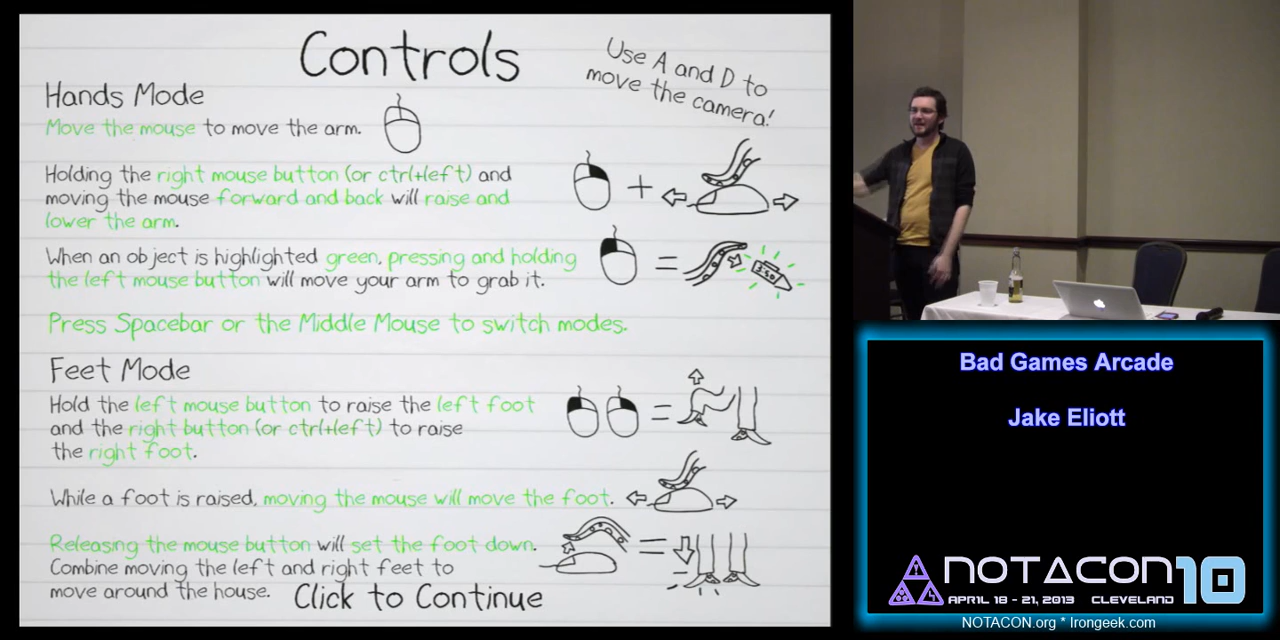 Controls
Use A and D to
move the camera!
Hands Mode
Move the mouse to move the arm.
Holding the right mouse button (or ctrl+left) and
moving the mouse forward and back will raise and
lower the arm.
When an object is highlighted green, pressing and holding
the left mouse button will move your arm to grab it.
Press Spacebar or the Middle Mouse to switch modes.
Feet Mode
Hold the left mouse button to raise the left foot
and the right button (or ctrl+left) to raise
the right foot.
While a foot is raised, moving the mouse will move the foot.
Releasing the mouse button will set the foot down.
Combine moving the left and right feet to
move around the house.
Click to Continue
Bad Games Arcade
Jake Eliott
NOTACON 10
APRIL 18 - 21, 2013 CLEVELAND
NOTACON.org * Irongeek.com